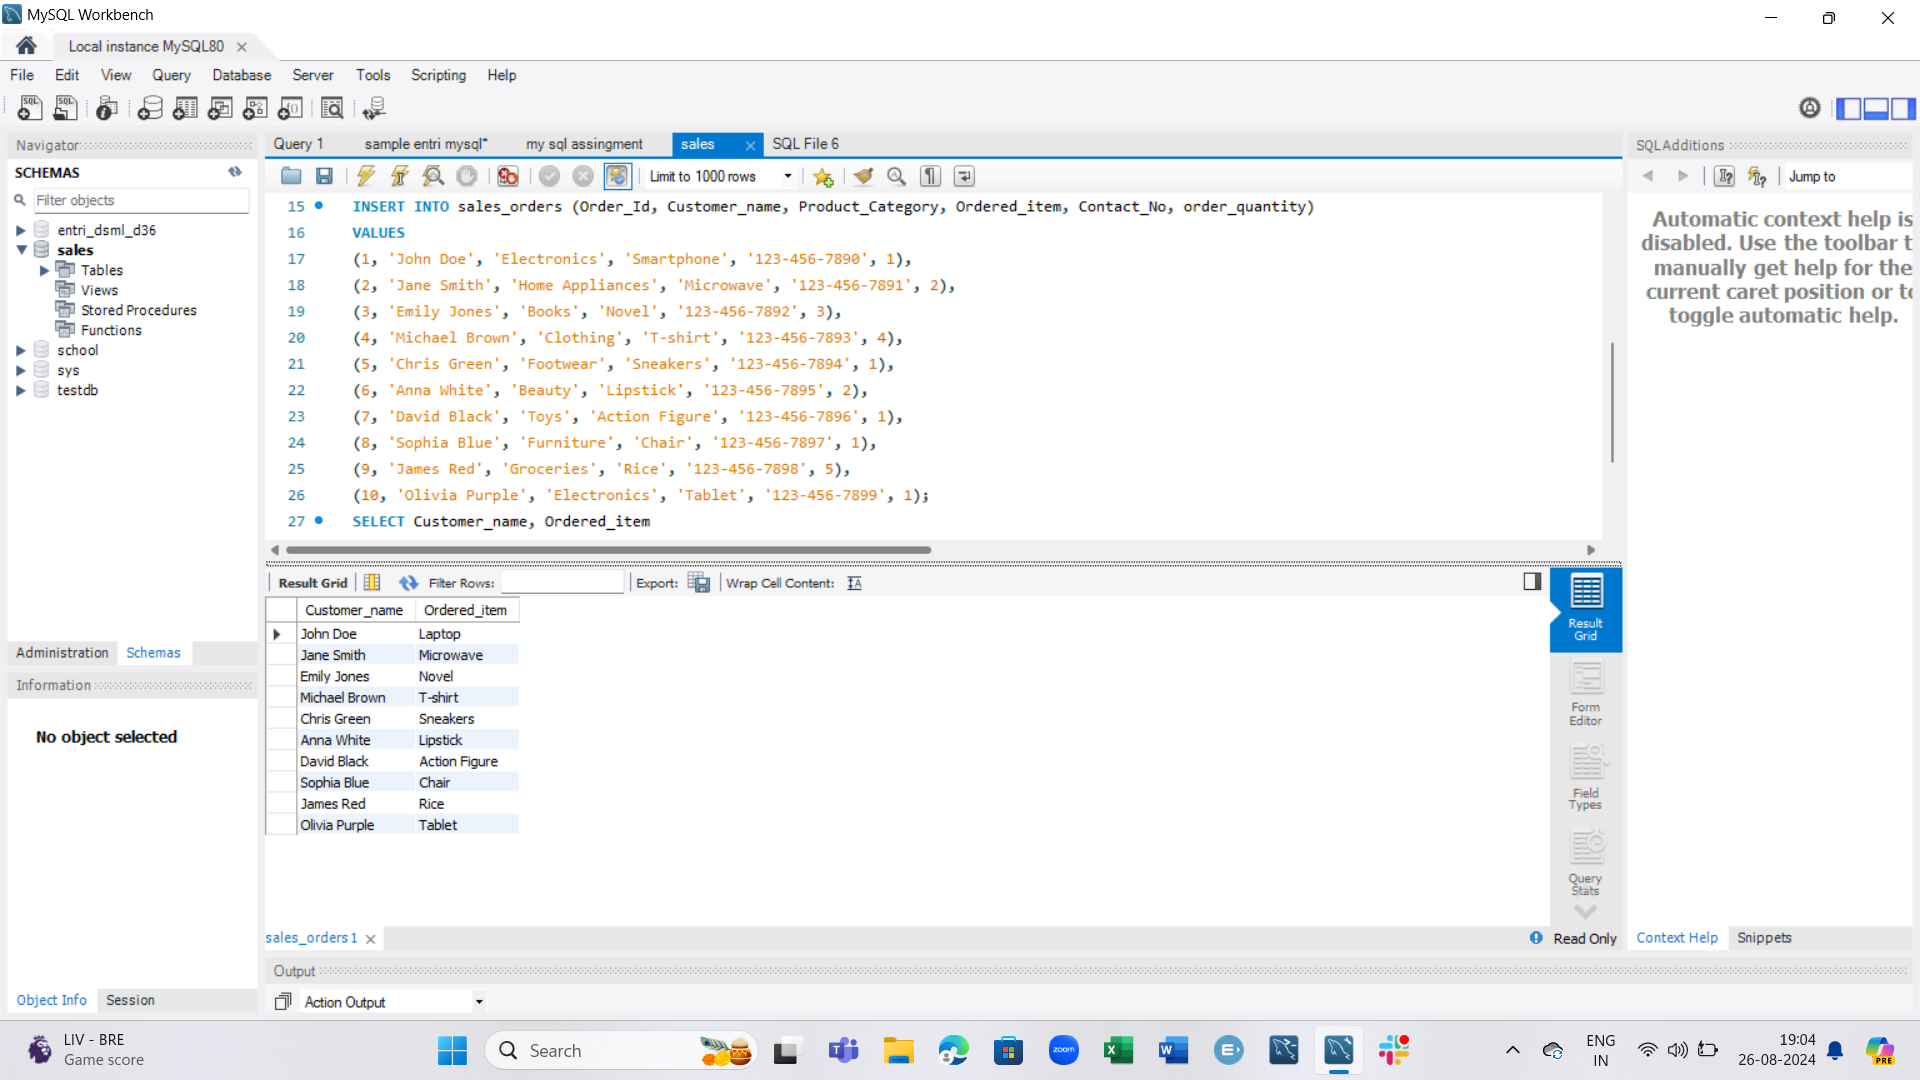 MySQL Workbench
Local instance MySQL80
File Edit View Query Database Server Tools Scripting Help
Navigator
SCHEMAS
Filter objects
entri_dsml_d36
sales
Tables
Views
Stored Procedures
Functions
school
sys
testdb
Administration Schemas
Information
No object selected
Object Info Session
Query 1 sample entri mysql* my sql assingment sales SQL File 6
Limit to 1000 rows
15 INSERT INTO sales_orders (Order_Id, Customer_name, Product_Category, Ordered_item, Contact_No, order_quantity)
16 VALUES
17 (1, 'John Doe', 'Electronics', 'Smartphone', '123-456-7890', 1),
18 (2, 'Jane Smith', 'Home Appliances', 'Microwave', '123-456-7891', 2),
19 (3, 'Emily Jones', 'Books', 'Novel', '123-456-7892', 3),
20 (4, 'Michael Brown', 'Clothing', 'T-shirt', '123-456-7893', 4),
21 (5, 'Chris Green', 'Footwear', 'Sneakers', '123-456-7894', 1),
22 (6, 'Anna White', 'Beauty', 'Lipstick', '123-456-7895', 2),
23 (7, 'David Black', 'Toys', 'Action Figure', '123-456-7896', 1),
24 (8, 'Sophia Blue', 'Furniture', 'Chair', '123-456-7897', 1),
25 (9, 'James Red', 'Groceries', 'Rice', '123-456-7898', 5),
26 (10, 'Olivia Purple', 'Electronics', 'Tablet', '123-456-7899', 1);
27 SELECT Customer_name, Ordered_item
Result Grid Filter Rows: Export: Wrap Cell Content:
Customer_name Ordered_item
John Doe Laptop
Jane Smith Microwave
Emily Jones Novel
Michael Brown T-shirt
Chris Green Sneakers
Anna White Lipstick
David Black Action Figure
Sophia Blue Chair
James Red Rice
Olivia Purple Tablet
Result
Grid
Form
Editor
Field
Types
Query
Stats
sales_orders 1
Read Only
Output
Action Output
SQLAdditions
Jump to
Automatic context help is
disabled. Use the toolbar t
manually get help for the
current caret position or to
toggle automatic help.
Context Help Snippets
LIV - BRE
Game score
Search
zoom
ENG
IN
19:04
26-08-2024
PRE